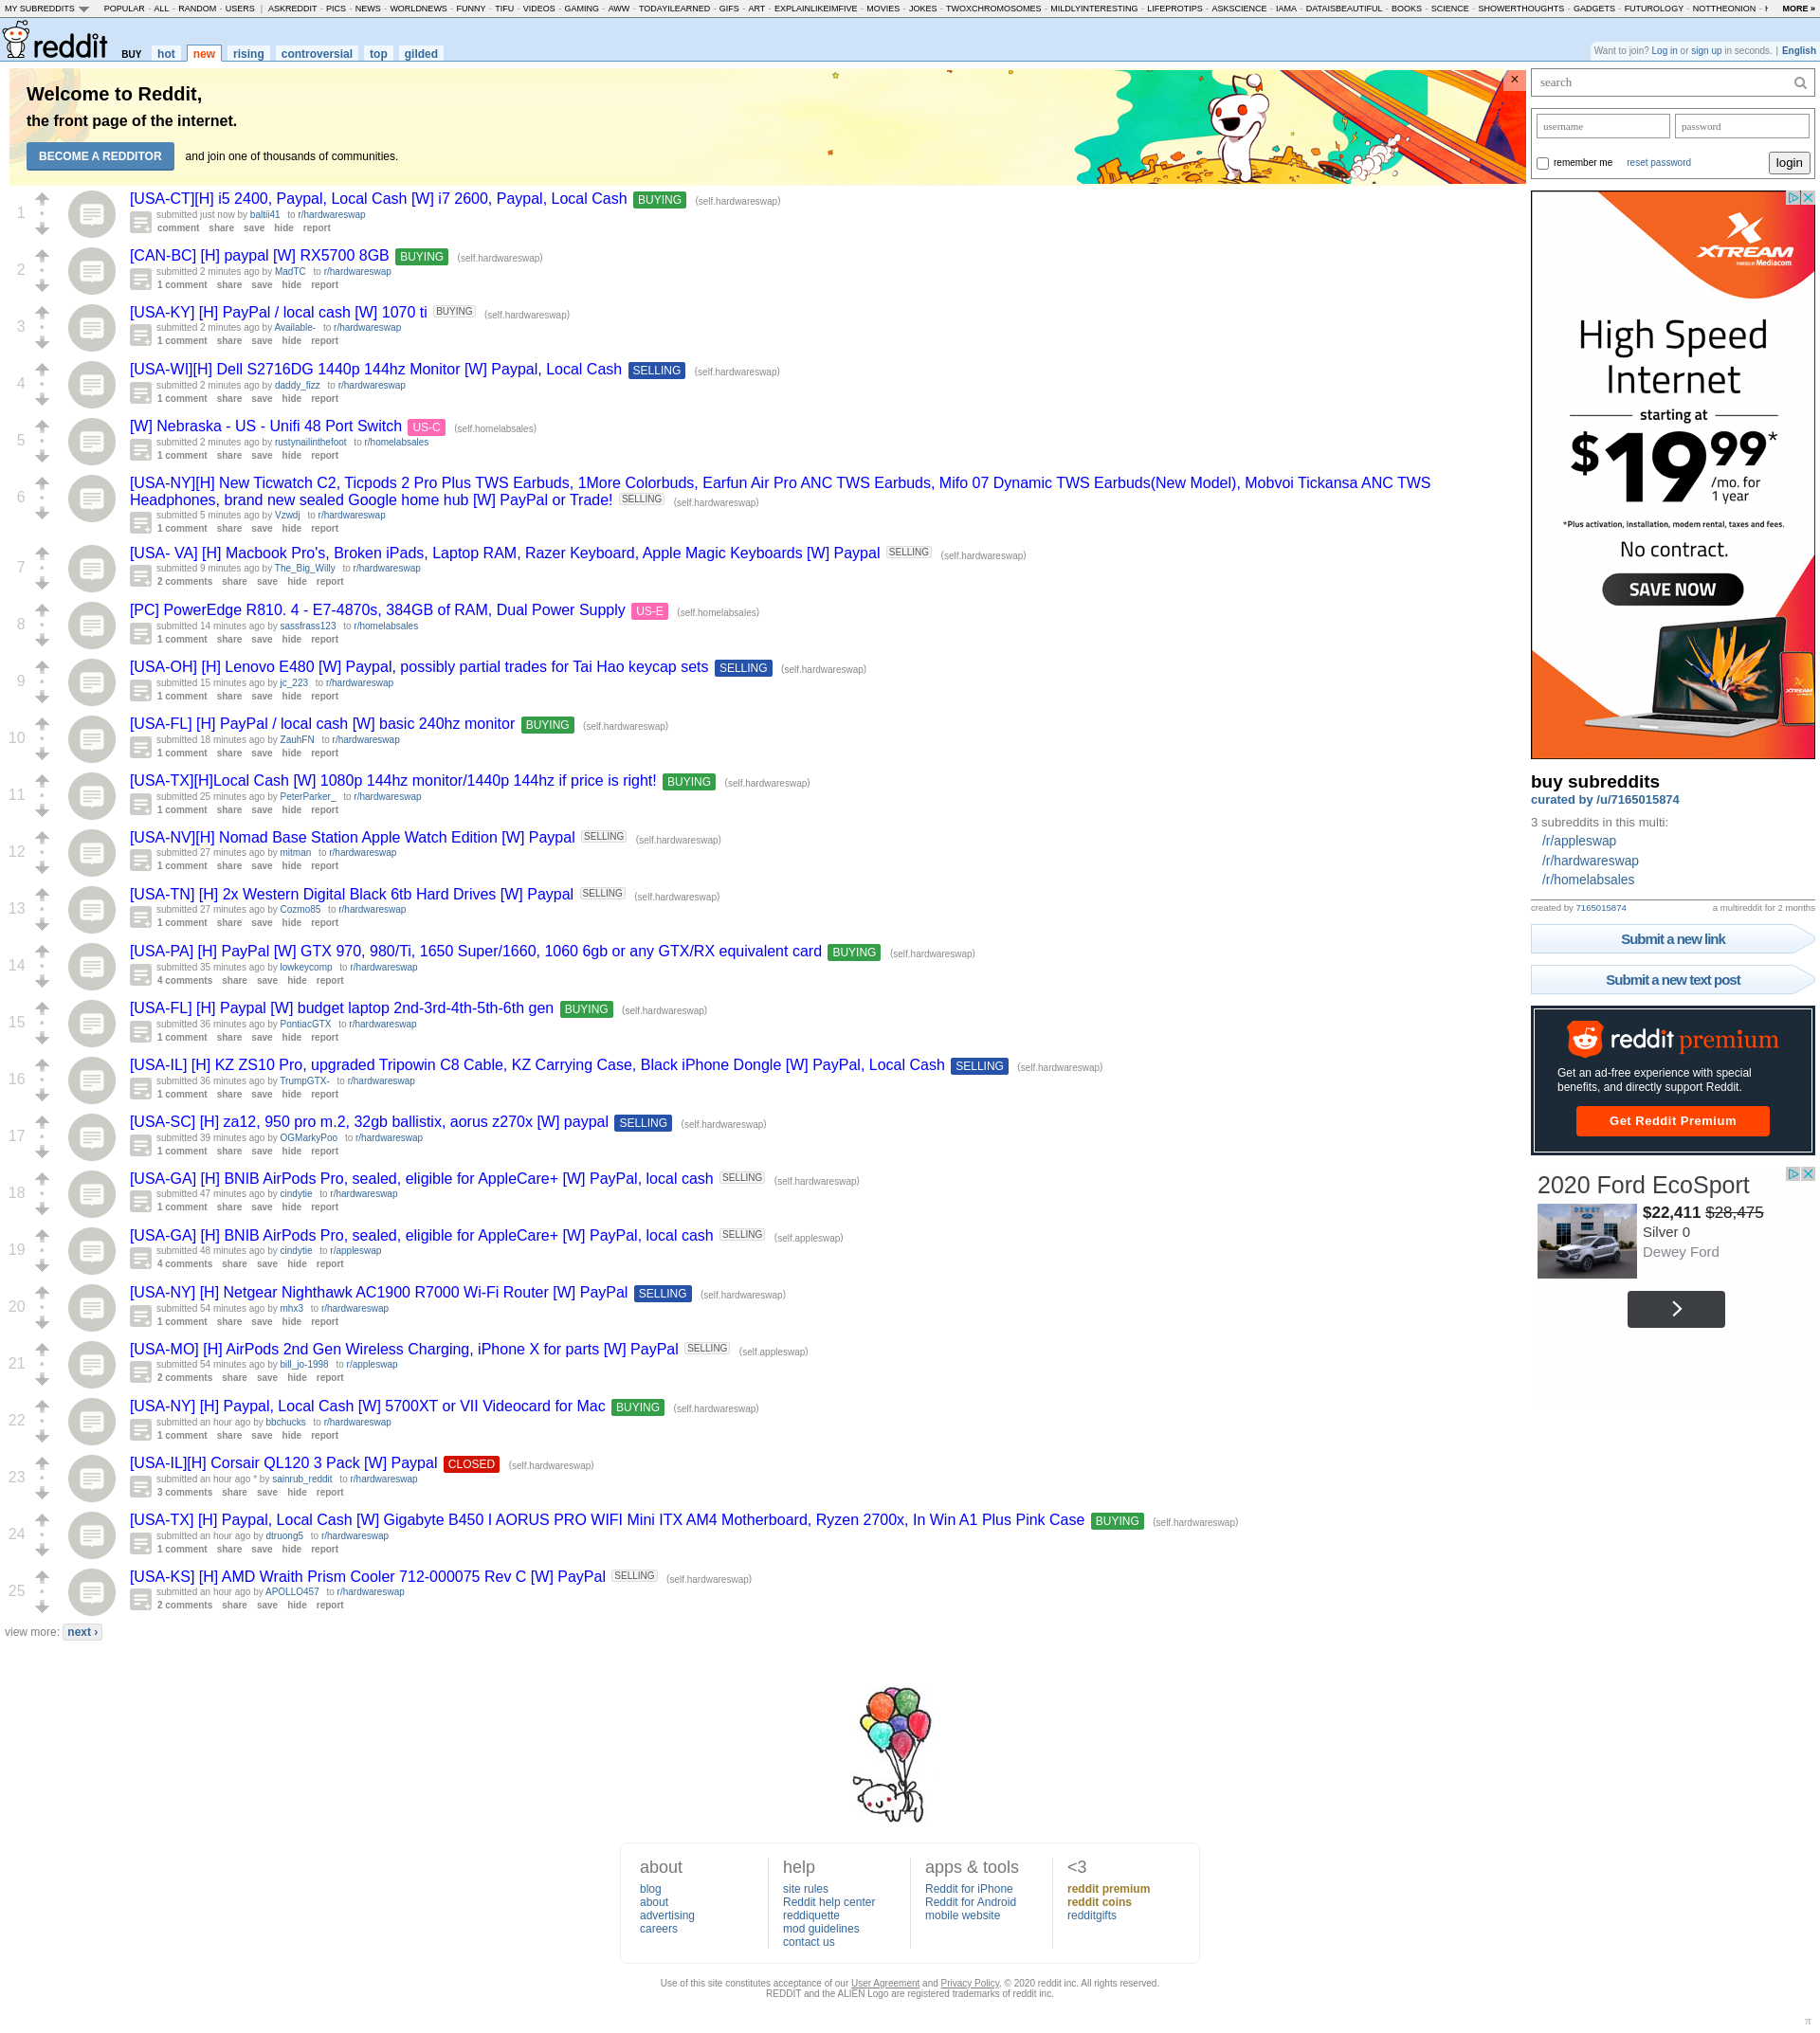 MY SUBREDDITS POPULAR - ALL - RANDOM - USERS | ASKREDDIT - PICS - NEWS - WORLDNEWS - FUNNY - TIFU - VIDEOS - GAMING - AWW - TODAYILEARNED - GIFS - ART - EXPLAINLIKEIMFIVE - MOVIES - JOKES - TWOXCHROMOSOMES - MILDLYINTERESTING - LIFEPROTIPS - ASKSCIENCE - IAMA - DATAISBEAUTIFUL - BOOKS - SCIENCE - SHOWERTHOUGHTS - GADGETS - FUTUROLOGY - NOTTHEONION - MORE »
reddit BUY hot new rising controversial top gilded
Want to join? Log in or sign up in seconds. | English
Welcome to Reddit,
the front page of the internet.
BECOME A REDDITOR and join one of thousands of communities.
1
[USA-CT][H] i5 2400, Paypal, Local Cash [W] i7 2600, Paypal, Local Cash BUYING (self.hardwareswap)
submitted just now by baltii41 to r/hardwareswap
comment share save hide report
2
[CAN-BC] [H] paypal [W] RX5700 8GB BUYING (self.hardwareswap)
submitted 2 minutes ago by MadTC to r/hardwareswap
1 comment share save hide report
3
[USA-KY] [H] PayPal / local cash [W] 1070 ti BUYING (self.hardwareswap)
submitted 2 minutes ago by Available- to r/hardwareswap
1 comment share save hide report
4
[USA-WI][H] Dell S2716DG 1440p 144hz Monitor [W] Paypal, Local Cash SELLING (self.hardwareswap)
submitted 2 minutes ago by daddy_fizz to r/hardwareswap
1 comment share save hide report
5
[W] Nebraska - US - Unifi 48 Port Switch US-C (self.homelabsales)
submitted 2 minutes ago by rustynailinthefoot to r/homelabsales
1 comment share save hide report
6
[USA-NY][H] New Ticwatch C2, Ticpods 2 Pro Plus TWS Earbuds, 1More Colorbuds, Earfun Air Pro ANC TWS Earbuds, Mifo 07 Dynamic TWS Earbuds(New Model), Mobvoi Tickansa ANC TWS
Headphones, brand new sealed Google home hub [W] PayPal or Trade! SELLING (self.hardwareswap)
submitted 5 minutes ago by Vzwdj to r/hardwareswap
1 comment share save hide report
7
[USA- VA] [H] Macbook Pro's, Broken iPads, Laptop RAM, Razer Keyboard, Apple Magic Keyboards [W] Paypal SELLING (self.hardwareswap)
submitted 9 minutes ago by The_Big_Willy to r/hardwareswap
2 comments share save hide report
8
[PC] PowerEdge R810. 4 - E7-4870s, 384GB of RAM, Dual Power Supply US-E (self.homelabsales)
submitted 14 minutes ago by sassfrass123 to r/homelabsales
1 comment share save hide report
9
[USA-OH] [H] Lenovo E480 [W] Paypal, possibly partial trades for Tai Hao keycap sets SELLING (self.hardwareswap)
submitted 15 minutes ago by jc_223 to r/hardwareswap
1 comment share save hide report
10
[USA-FL] [H] PayPal / local cash [W] basic 240hz monitor BUYING (self.hardwareswap)
submitted 18 minutes ago by ZauhFN to r/hardwareswap
1 comment share save hide report
11
[USA-TX][H]Local Cash [W] 1080p 144hz monitor/1440p 144hz if price is right! BUYING (self.hardwareswap)
submitted 25 minutes ago by PeterParker_ to r/hardwareswap
1 comment share save hide report
12
[USA-NV][H] Nomad Base Station Apple Watch Edition [W] Paypal SELLING (self.hardwareswap)
submitted 27 minutes ago by mitman to r/hardwareswap
1 comment share save hide report
13
[USA-TN] [H] 2x Western Digital Black 6tb Hard Drives [W] Paypal SELLING (self.hardwareswap)
submitted 27 minutes ago by Cozmo85 to r/hardwareswap
1 comment share save hide report
14
[USA-PA] [H] PayPal [W] GTX 970, 980/Ti, 1650 Super/1660, 1060 6gb or any GTX/RX equivalent card BUYING (self.hardwareswap)
submitted 35 minutes ago by lowkeycomp to r/hardwareswap
4 comments share save hide report
15
[USA-FL] [H] Paypal [W] budget laptop 2nd-3rd-4th-5th-6th gen BUYING (self.hardwareswap)
submitted 36 minutes ago by PontiacGTX to r/hardwareswap
1 comment share save hide report
16
[USA-IL] [H] KZ ZS10 Pro, upgraded Tripowin C8 Cable, KZ Carrying Case, Black iPhone Dongle [W] PayPal, Local Cash SELLING (self.hardwareswap)
submitted 36 minutes ago by TrumpGTX- to r/hardwareswap
1 comment share save hide report
17
[USA-SC] [H] za12, 950 pro m.2, 32gb ballistix, aorus z270x [W] paypal SELLING (self.hardwareswap)
submitted 39 minutes ago by OGMarkyPoo to r/hardwareswap
1 comment share save hide report
18
[USA-GA] [H] BNIB AirPods Pro, sealed, eligible for AppleCare+ [W] PayPal, local cash SELLING (self.hardwareswap)
submitted 47 minutes ago by cindytie to r/hardwareswap
1 comment share save hide report
19
[USA-GA] [H] BNIB AirPods Pro, sealed, eligible for AppleCare+ [W] PayPal, local cash SELLING (self.appleswap)
submitted 48 minutes ago by cindytie to r/appleswap
4 comments share save hide report
20
[USA-NY] [H] Netgear Nighthawk AC1900 R7000 Wi-Fi Router [W] PayPal SELLING (self.hardwareswap)
submitted 54 minutes ago by mhx3 to r/hardwareswap
1 comment share save hide report
21
[USA-MO] [H] AirPods 2nd Gen Wireless Charging, iPhone X for parts [W] PayPal SELLING (self.appleswap)
submitted 54 minutes ago by bill_jo-1998 to r/appleswap
2 comments share save hide report
22
[USA-NY] [H] Paypal, Local Cash [W] 5700XT or VII Videocard for Mac BUYING (self.hardwareswap)
submitted an hour ago by bbchucks to r/hardwareswap
1 comment share save hide report
23
[USA-IL][H] Corsair QL120 3 Pack [W] Paypal CLOSED (self.hardwareswap)
submitted an hour ago * by sainrub_reddit to r/hardwareswap
3 comments share save hide report
24
[USA-TX] [H] Paypal, Local Cash [W] Gigabyte B450 I AORUS PRO WIFI Mini ITX AM4 Motherboard, Ryzen 2700x, In Win A1 Plus Pink Case BUYING (self.hardwareswap)
submitted an hour ago by dtruong5 to r/hardwareswap
1 comment share save hide report
25
[USA-KS] [H] AMD Wraith Prism Cooler 712-000075 Rev C [W] PayPal SELLING (self.hardwareswap)
submitted an hour ago by APOLLO457 to r/hardwareswap
2 comments share save hide report
view more: next ›
search
username password
remember me reset password login
XTREAM
POWERED BY Mediacom
High Speed
Internet
starting at
$19.99*
/mo. for
1 year
*Plus activation, installation, modem rental, taxes and fees.
No contract.
SAVE NOW
XTREAM
buy subreddits
curated by /u/7165015874
3 subreddits in this multi:
/r/appleswap
/r/hardwareswap
/r/homelabsales
created by 7165015874 a multireddit for 2 months
Submit a new link
Submit a new text post
reddit premium
Get an ad-free experience with special
benefits, and directly support Reddit.
Get Reddit Premium
2020 Ford EcoSport
$22,411 $28,475
Silver 0
Dewey Ford
DEWEY
about
blog
about
advertising
careers
help
site rules
Reddit help center
reddiquette
mod guidelines
contact us
apps & tools
Reddit for iPhone
Reddit for Android
mobile website
<3
reddit premium
reddit coins
redditgifts
Use of this site constitutes acceptance of our User Agreement and Privacy Policy. © 2020 reddit inc. All rights reserved.
REDDIT and the ALIEN Logo are registered trademarks of reddit inc.
π